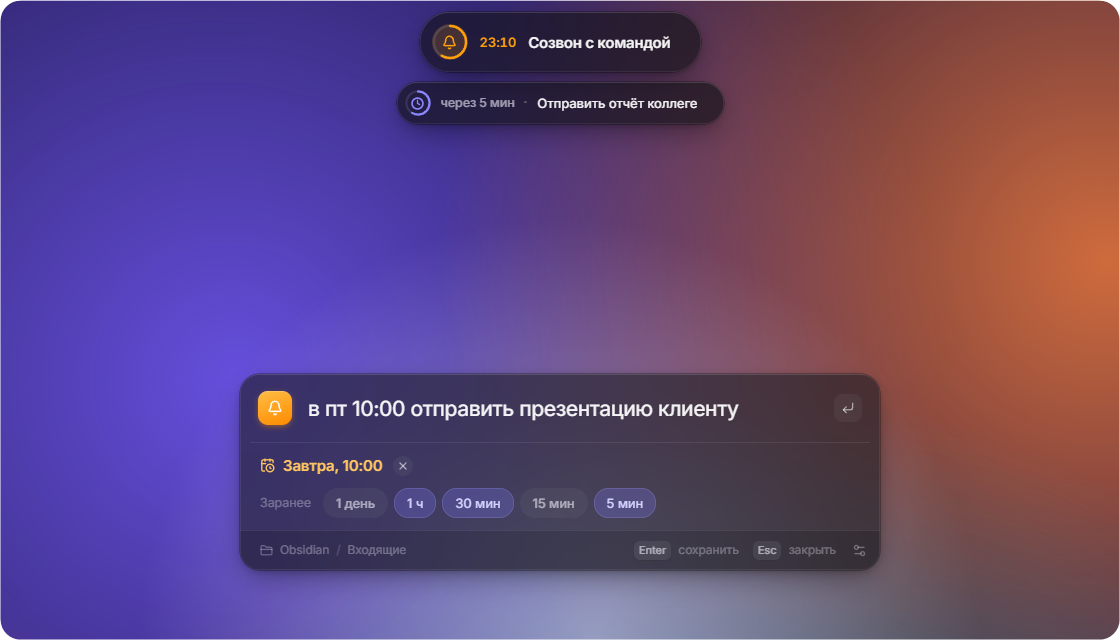 23:10 Созвон с командой
через 5 мин · Отправить отчёт коллеге
в пт 10:00 отправить презентацию клиенту
Завтра, 10:00
Заранее 1 день 1 ч 30 мин 15 мин 5 мин
Obsidian / Входящие Enter сохранить Esc закрыть